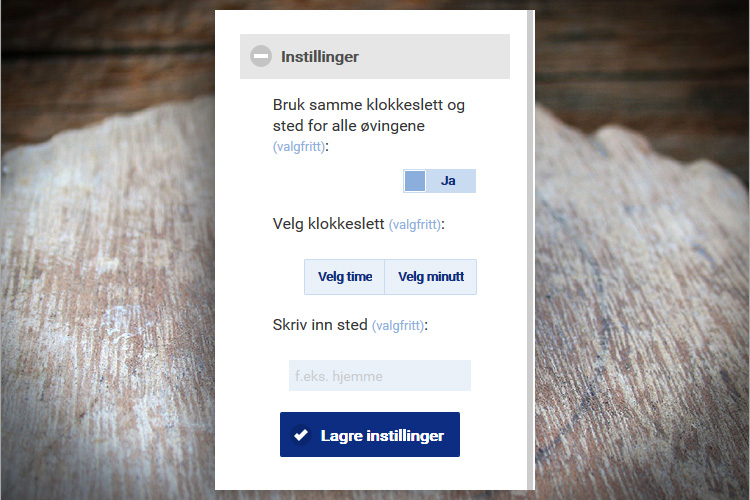 Instillinger
Bruk samme klokkeslett og
sted for alle øvingene
(valgfritt):
Ja
Velg klokkeslett (valgfritt):
Velg time Velg minutt
Skriv inn sted (valgfritt):
f.eks. hjemme
Lagre instillinger